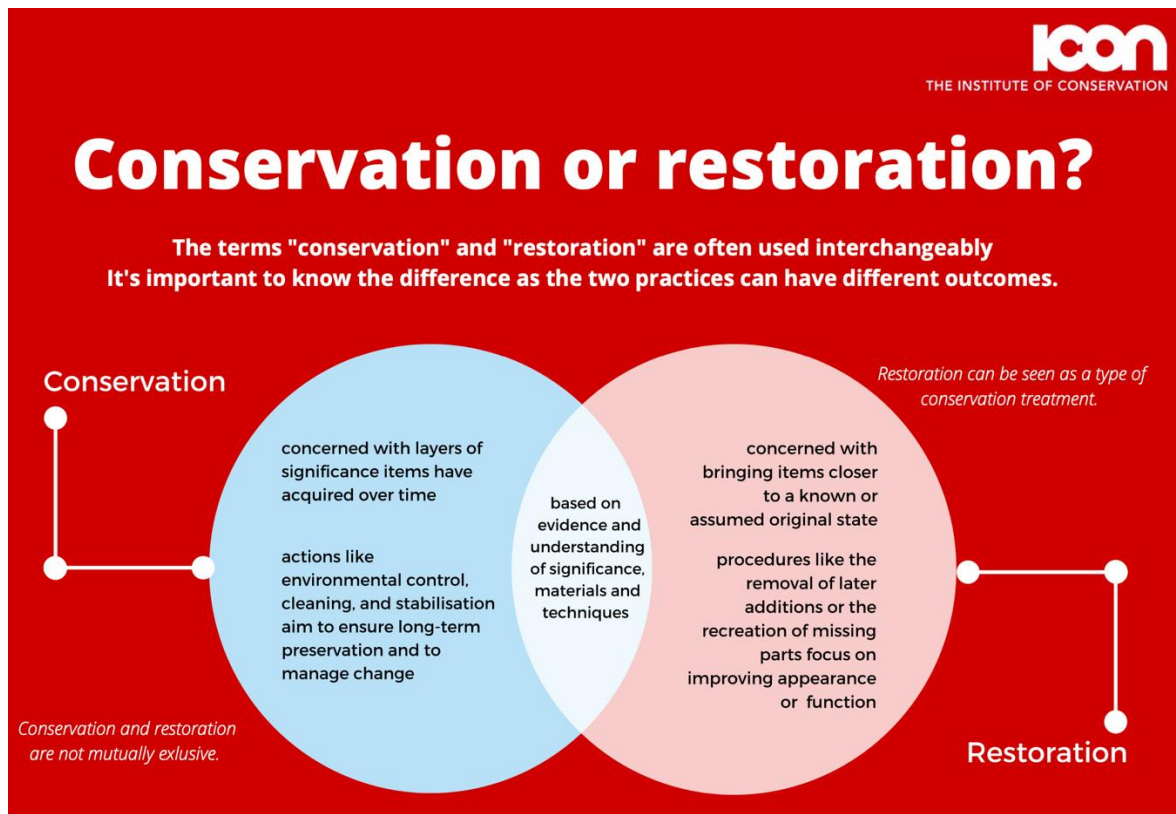 icon
THE INSTITUTE OF CONSERVATION
Conservation or restoration?
The terms "conservation" and "restoration" are often used interchangeably
It's important to know the difference as the two practices can have different outcomes.
Conservation
concerned with layers of
significance items have
acquired over time
actions like
environmental control,
cleaning, and stabilisation
aim to ensure long-term
preservation and to
manage change
Conservation and restoration
are not mutually exlusive.
based on
evidence and
understanding
of significance,
materials and
techniques
Restoration can be seen as a type of
conservation treatment.
concerned with
bringing items closer
to a known or
assumed original state
procedures like the
removal of later
additions or the
recreation of missing
parts focus on
improving appearance
or function
Restoration